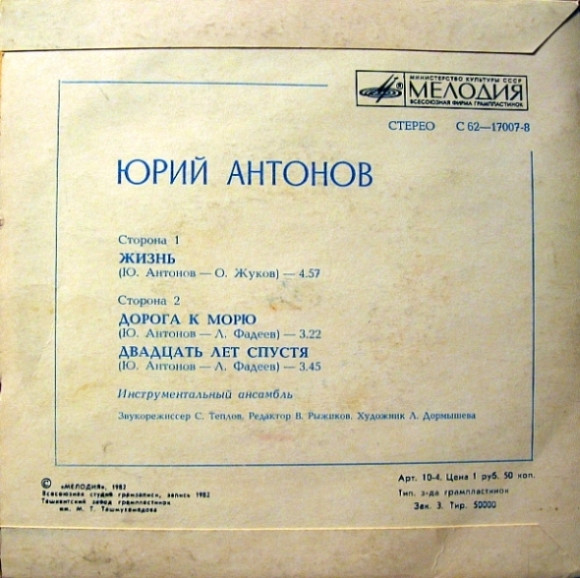 МИНИСТЕРСТВО КУЛЬТУРЫ СССР
МЕЛОДИЯ
ВСЕСОЮЗНАЯ ФИРМА ГРАМПЛАСТИНОК
СТЕРЕО С 62—17007-8
ЮРИЙ АНТОНОВ
Сторона 1
ЖИЗНЬ
(Ю. Антонов — О. Жуков) — 4.57
Сторона 2
ДОРОГА К МОРЮ
(Ю. Антонов — Л. Фадеев) — 3.22
ДВАДЦАТЬ ЛЕТ СПУСТЯ
(Ю. Антонов — Л. Фадеев) — 3.45
Инструментальный ансамбль
Звукорежиссер С. Теплов. Редактор В. Рыжиков. Художник Л. Дормышева
© «МЕЛОДИЯ», 1982
Всесоюзная студия грамзаписи, запись 1982
Ташкентский завод грампластинок
им. М. Т. Ташмухамедова
Арт. 10-4. Цена 1 руб. 50 коп.
Тип. з-да грампластинок
Зак. 3. Тир. 50000